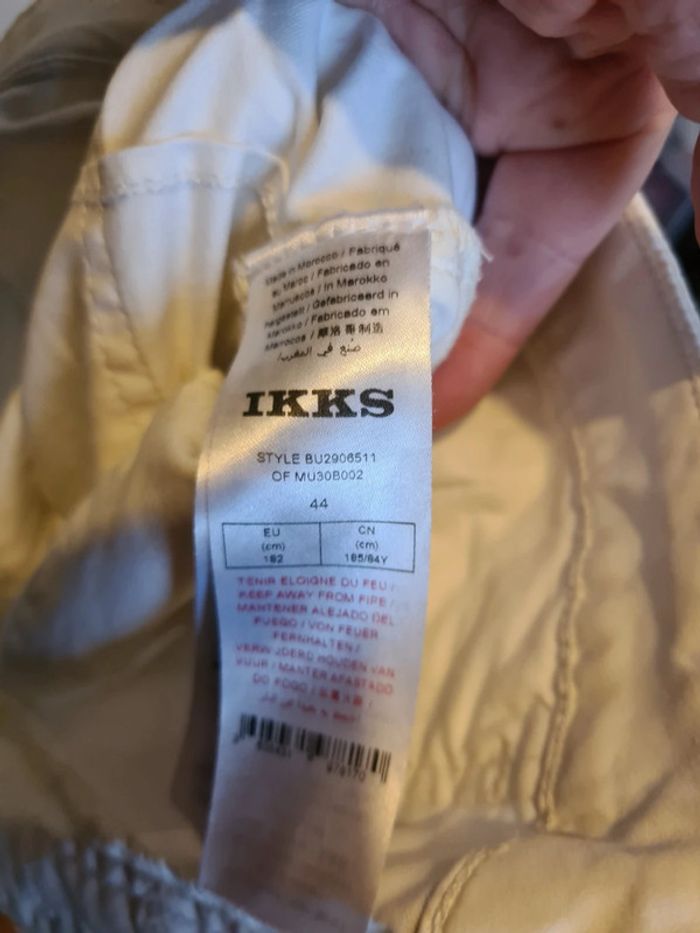 Made in Morocco / Fabriqué
au Maroc / Fabricado en
Marruecos / In Marokko
hergestellt / Gefabriceerd in
Marokko / Fabricado em
Marrocos / 摩洛哥制造
صنع في المغرب/
IKKS
STYLE BU2906511
OF MU30B002
44
EU CN
(cm) (cm)
182 185/84Y
TENIR ELOIGNE DU FEU /
KEEP AWAY FROM FIRE /
MANTENER ALEJADO DEL
FUEGO / VON FEUER
FERNHALTEN /
HOUDEN VAN
VUUR / MANTER AFASTADO
DO FOGO /